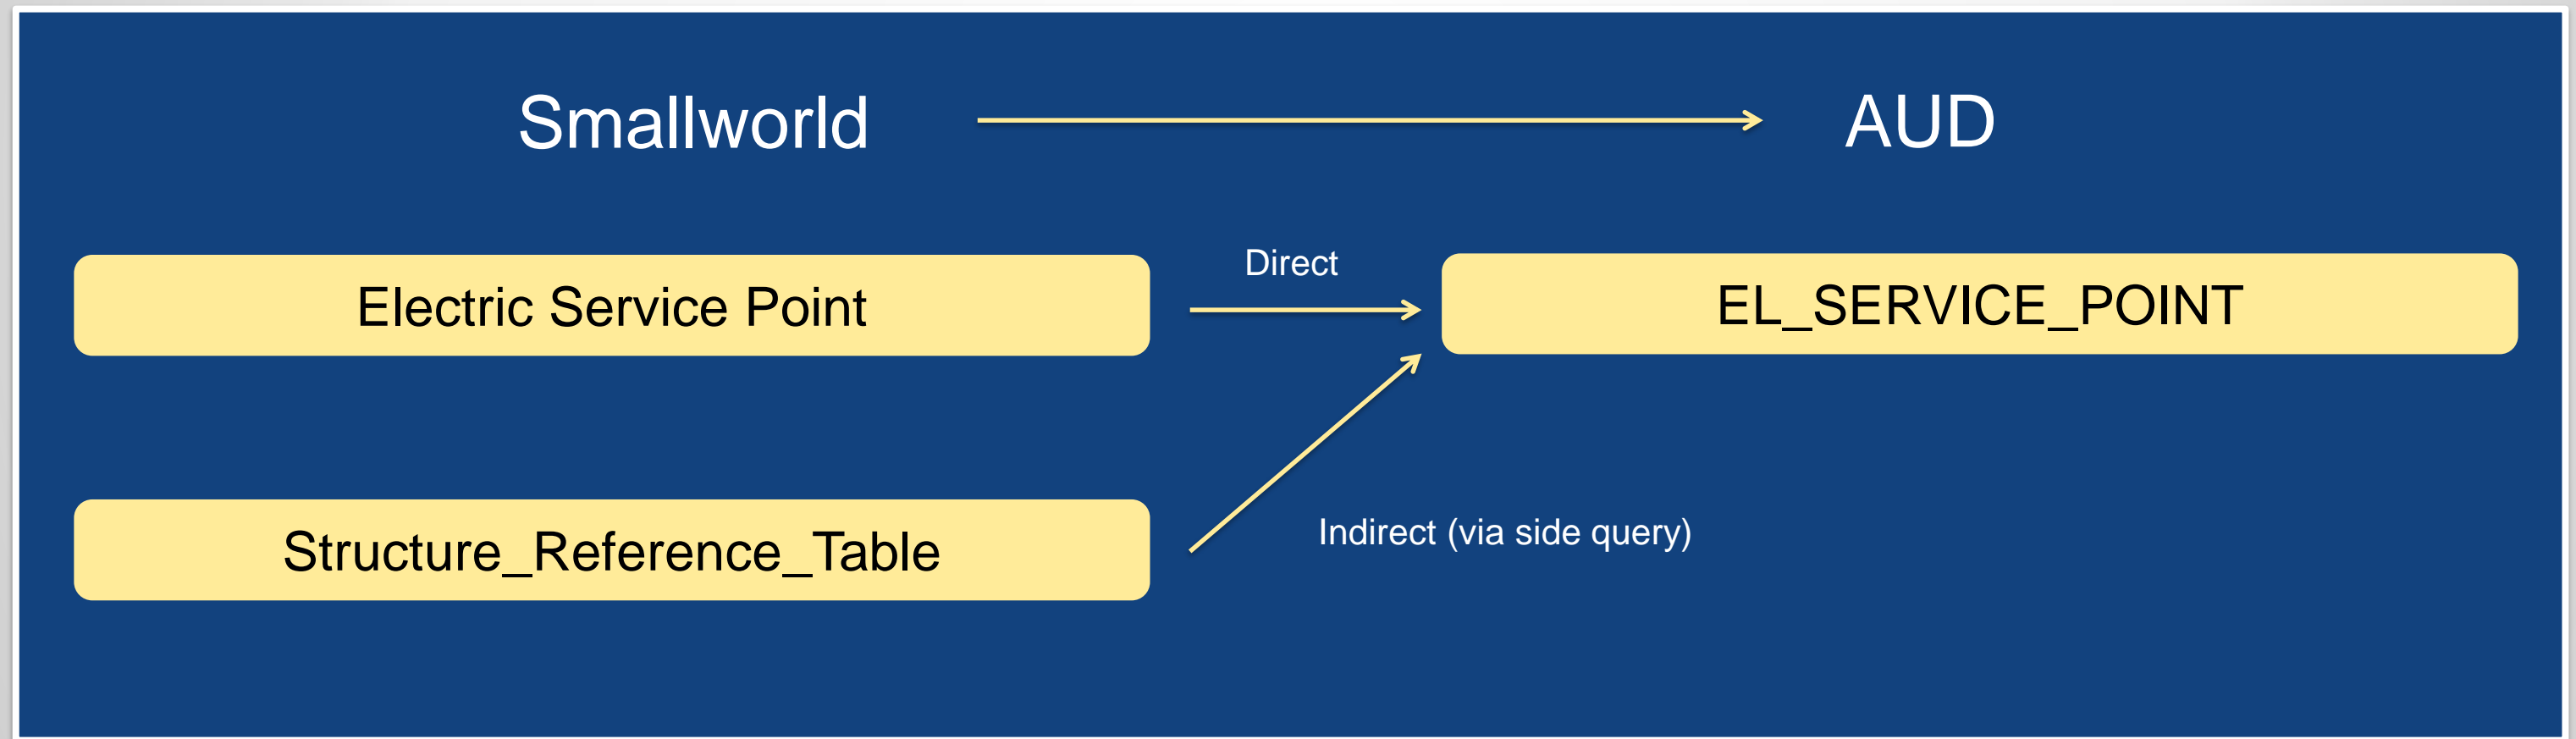 Smallworld
AUD
Direct
Electric Service Point
EL_SERVICE_POINT
Structure_Reference_Table
Indirect (via side query)